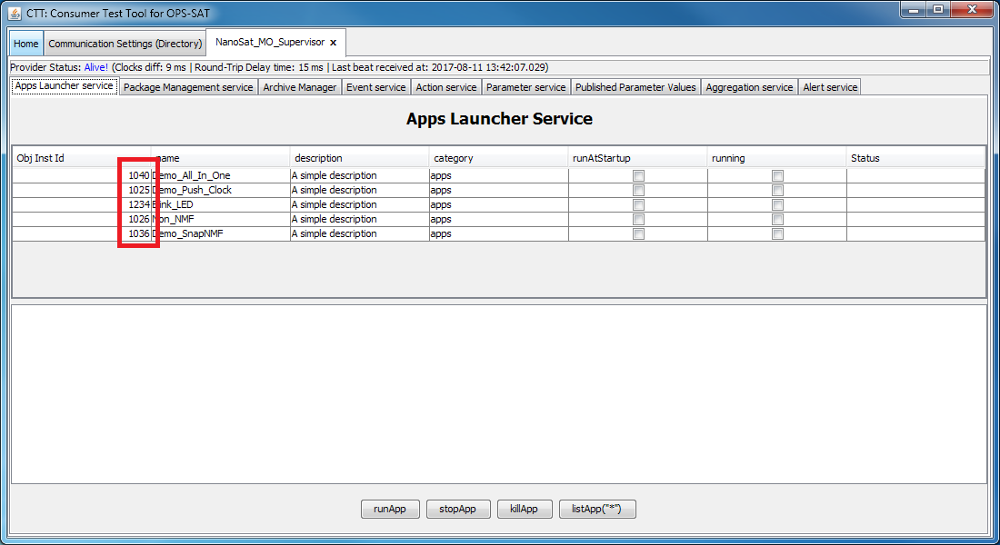 CTT: Consumer Test Tool for OPS-SAT
Home Communication Settings (Directory) NanoSat_MO_Supervisor x
Provider Status: Alive! (Clocks diff: 9 ms | Round-Trip Delay time: 15 ms | Last beat received at: 2017-08-11 13:42:07.029)
Apps Launcher service Package Management service Archive Manager Event service Action service Parameter service Published Parameter Values Aggregation service Alert service
Apps Launcher Service
Obj Inst Id name description category runAtStartup running Status
1040 Demo_All_In_One A simple description apps
1025 Demo_Push_Clock A simple description apps
1234 Blink_LED A simple description apps
1026 Non_NMF A simple description apps
1036 Demo_SnapNMF A simple description apps
runApp stopApp killApp listApp("*")